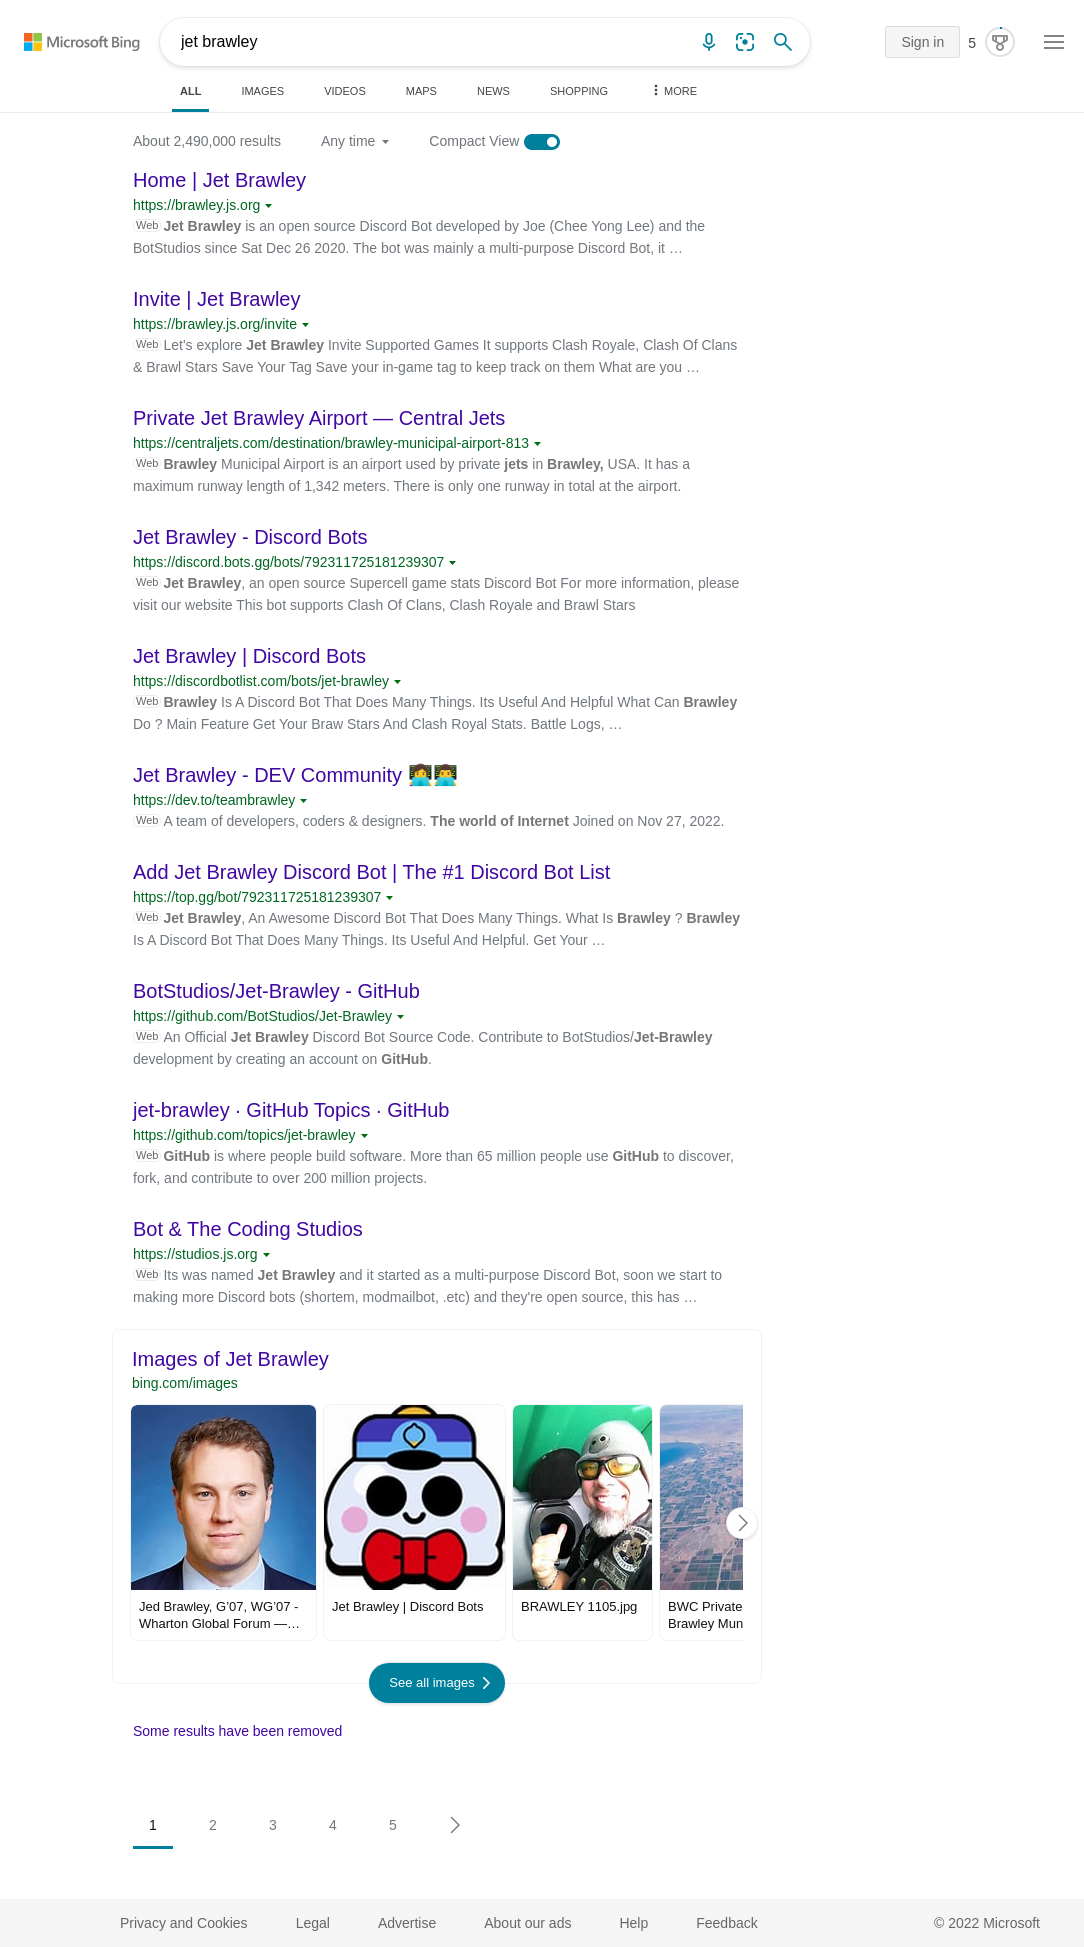 Microsoft Bing
jet brawley
Sign in
5
ALL
IMAGES
VIDEOS
MAPS
NEWS
SHOPPING
MORE
About 2,490,000 results
Any time
Compact View
Home | Jet Brawley
https://brawley.js.org
Web Jet Brawley is an open source Discord Bot developed by Joe (Chee Yong Lee) and the
BotStudios since Sat Dec 26 2020. The bot was mainly a multi-purpose Discord Bot, it …
Invite | Jet Brawley
https://brawley.js.org/invite
Web Let's explore Jet Brawley Invite Supported Games It supports Clash Royale, Clash Of Clans
& Brawl Stars Save Your Tag Save your in-game tag to keep track on them What are you …
Private Jet Brawley Airport — Central Jets
https://centraljets.com/destination/brawley-municipal-airport-813
Web Brawley Municipal Airport is an airport used by private jets in Brawley, USA. It has a
maximum runway length of 1,342 meters. There is only one runway in total at the airport.
Jet Brawley - Discord Bots
https://discord.bots.gg/bots/792311725181239307
Web Jet Brawley, an open source Supercell game stats Discord Bot For more information, please
visit our website This bot supports Clash Of Clans, Clash Royale and Brawl Stars
Jet Brawley | Discord Bots
https://discordbotlist.com/bots/jet-brawley
Web Brawley Is A Discord Bot That Does Many Things. Its Useful And Helpful What Can Brawley
Do ? Main Feature Get Your Braw Stars And Clash Royal Stats. Battle Logs, …
Jet Brawley - DEV Community 👩‍💻👨‍💻
https://dev.to/teambrawley
Web A team of developers, coders & designers. The world of Internet Joined on Nov 27, 2022.
Add Jet Brawley Discord Bot | The #1 Discord Bot List
https://top.gg/bot/792311725181239307
Web Jet Brawley, An Awesome Discord Bot That Does Many Things. What Is Brawley ? Brawley
Is A Discord Bot That Does Many Things. Its Useful And Helpful. Get Your …
BotStudios/Jet-Brawley - GitHub
https://github.com/BotStudios/Jet-Brawley
Web An Official Jet Brawley Discord Bot Source Code. Contribute to BotStudios/Jet-Brawley
development by creating an account on GitHub.
jet-brawley · GitHub Topics · GitHub
https://github.com/topics/jet-brawley
Web GitHub is where people build software. More than 65 million people use GitHub to discover,
fork, and contribute to over 200 million projects.
Bot & The Coding Studios
https://studios.js.org
Web Its was named Jet Brawley and it started as a multi-purpose Discord Bot, soon we start to
making more Discord bots (shortem, modmailbot, .etc) and they're open source, this has …
Images of Jet Brawley
bing.com/images
Jed Brawley, G'07, WG'07 -
Wharton Global Forum —…
Jet Brawley | Discord Bots
BRAWLEY 1105.jpg
BWC Private
Brawley Mun
See all images
Some results have been removed
1
2
3
4
5
Privacy and Cookies
Legal
Advertise
About our ads
Help
Feedback
© 2022 Microsoft